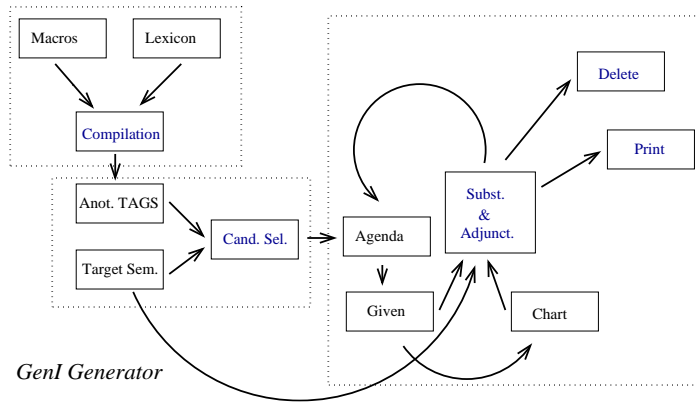 Macros
Lexicon
Compilation
Anot. TAGS
Target Sem.
Cand. Sel.
Agenda
Given
Chart
Subst.
&
Adjunct.
Delete
Print
GenI Generator